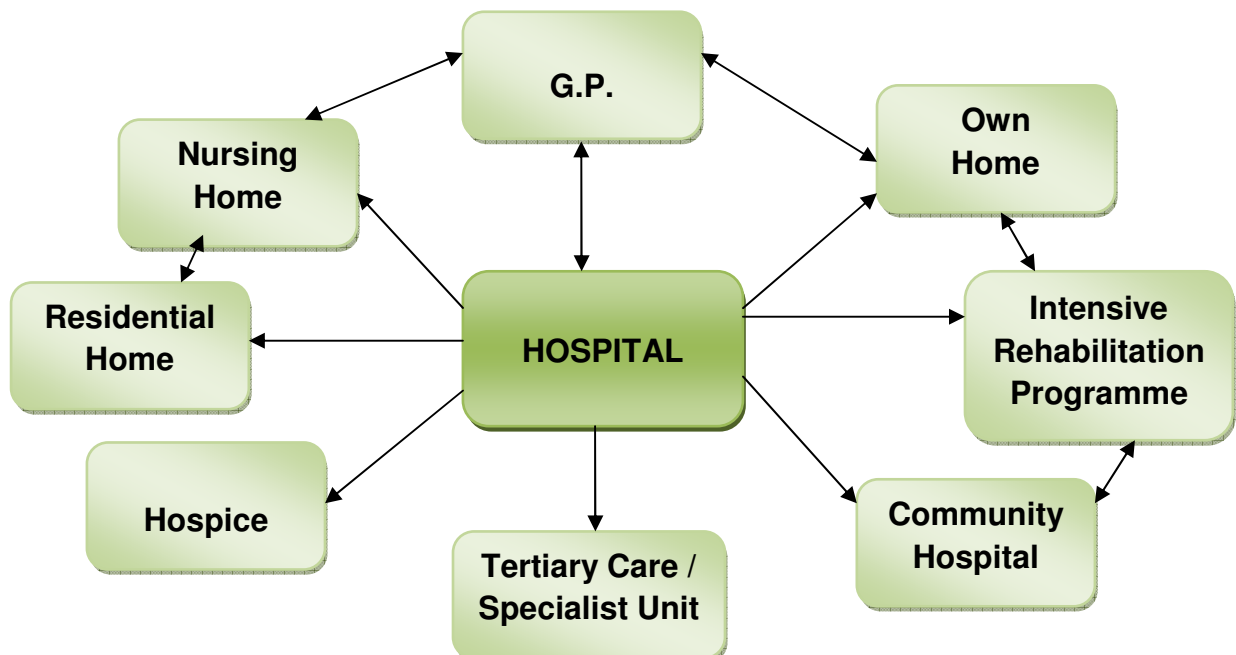 G.P.
Own
Home
Nursing
Home
Residential
Home
HOSPITAL
Intensive
Rehabilitation
Programme
Hospice
Community
Hospital
Tertiary Care /
Specialist Unit